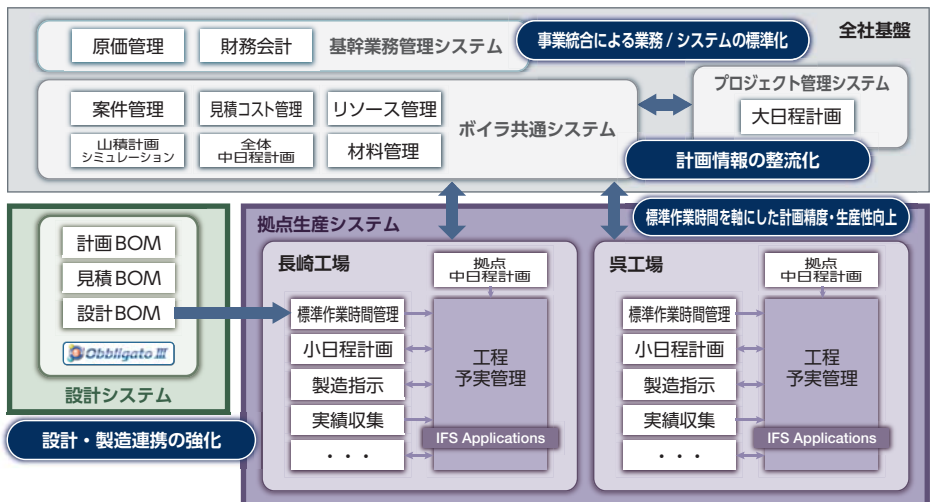 全社基盤
原価管理
財務会計
基幹業務管理システム
事業統合による業務 / システムの標準化
案件管理
見積コスト管理
リソース管理
山積計画
シミュレーション
全体
中日程計画
材料管理
ボイラ共通システム
プロジェクト管理システム
大日程計画
計画情報の整流化
標準作業時間を軸にした計画精度・生産性向上
計画BOM
見積BOM
設計BOM
Obbligato III
設計システム
設計・製造連携の強化
拠点生産システム
長崎工場
拠点
中日程計画
標準作業時間管理
小日程計画
製造指示
実績収集
・・・
工程
予実管理
IFS Applications
呉工場
拠点
中日程計画
標準作業時間管理
小日程計画
製造指示
実績収集
・・・
工程
予実管理
IFS Applications